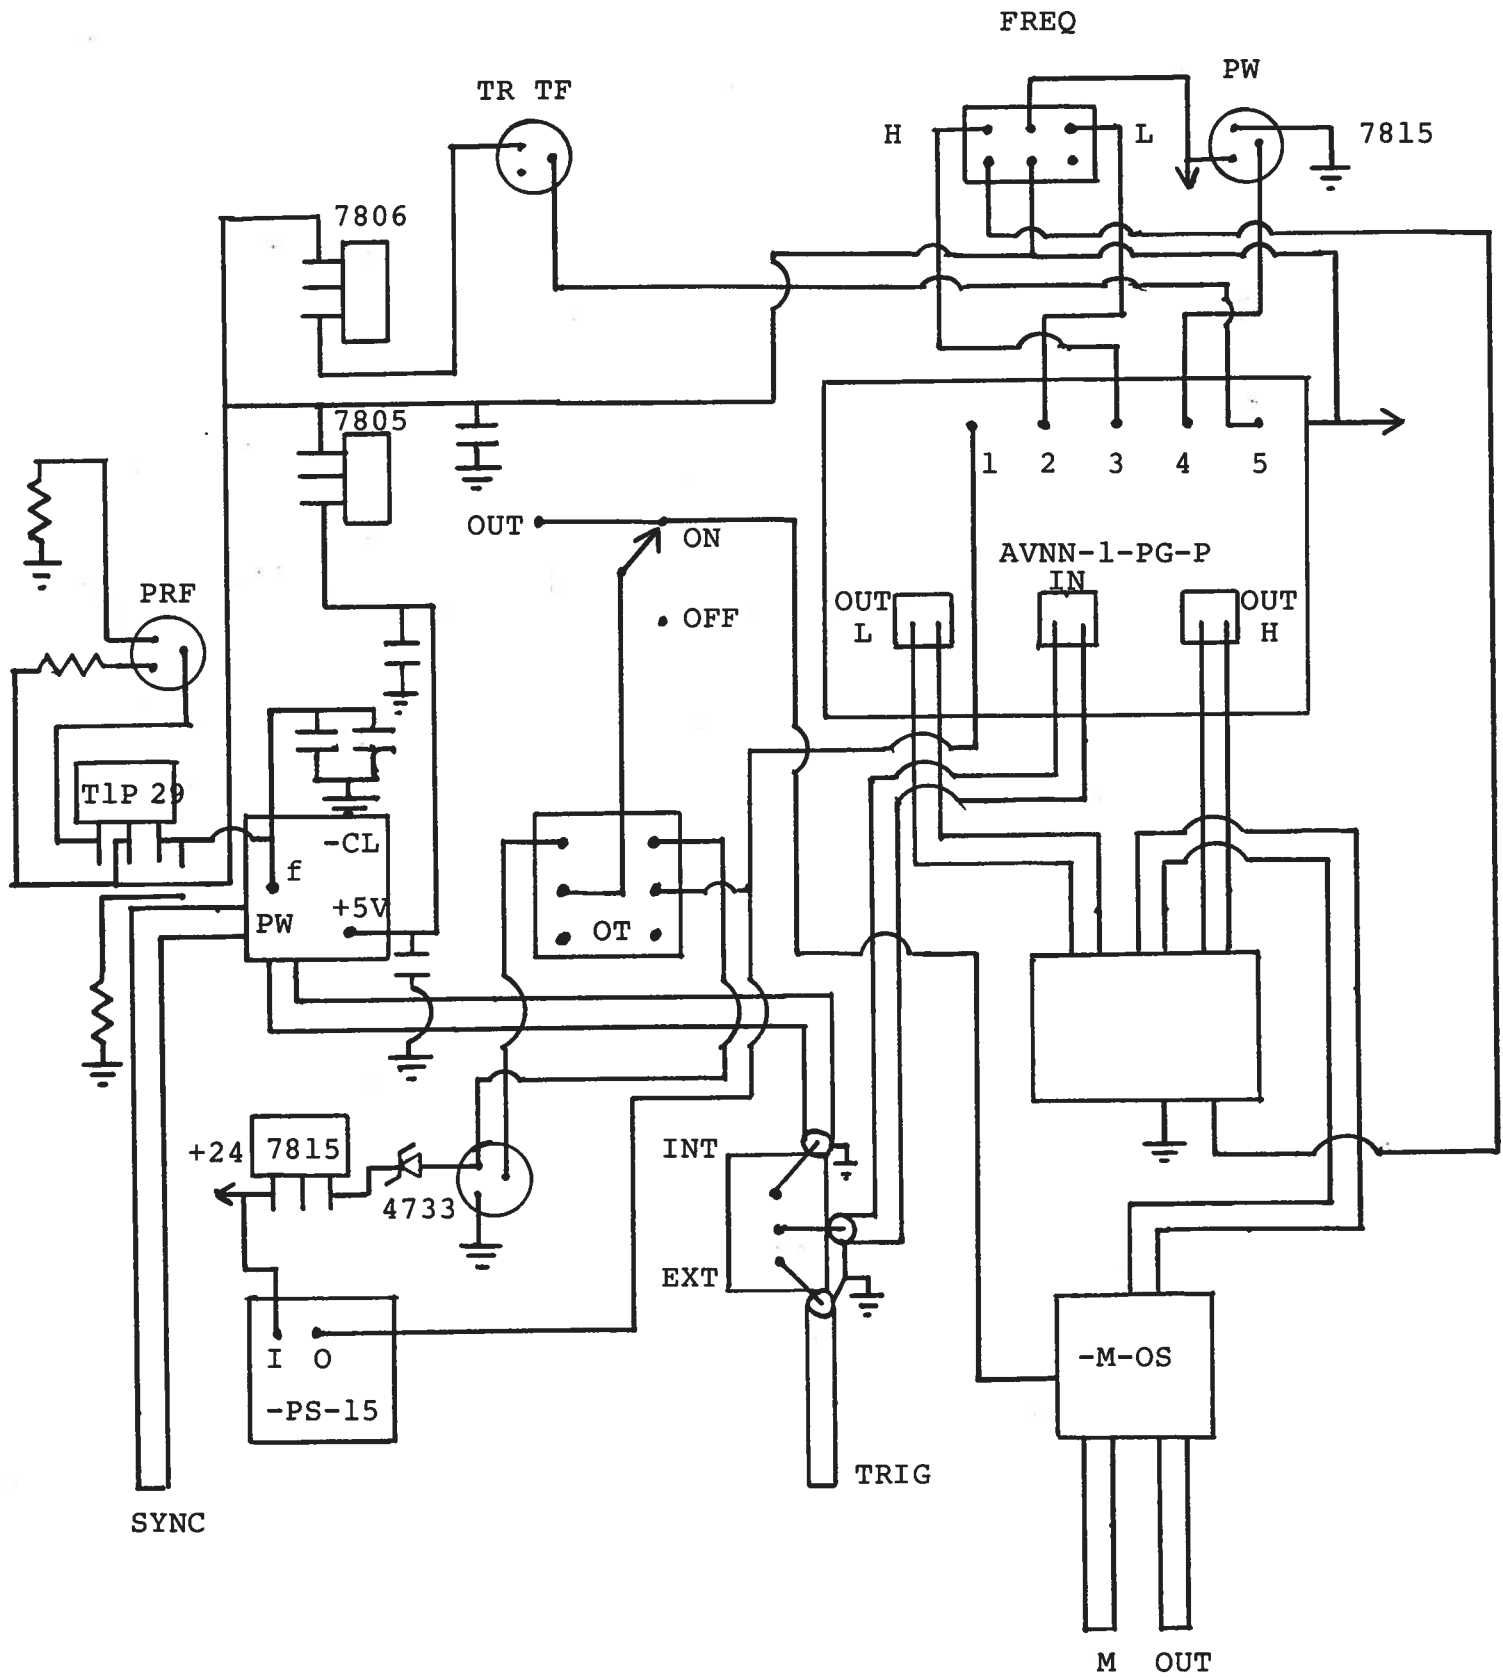 FREQ
PW
TR TF
H
L
7815
7806
7805
1 2 3 4 5
OUT
ON
AVNN-1-PG-P
IN
PRF
OUT
L
OUT
H
OFF
T1P 29
-CL
f
+5V
PW
OT
INT
+24
7815
4733
EXT
-M-OS
I O
-PS-15
TRIG
SYNC
M OUT